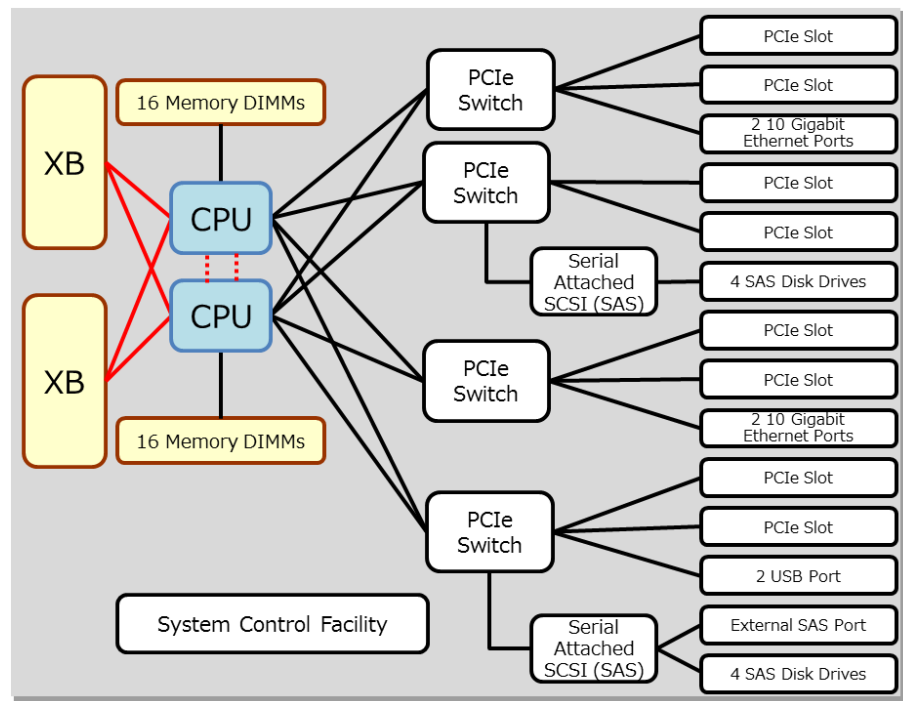 XB
16 Memory DIMMs
CPU
CPU
XB
16 Memory DIMMs
System Control Facility
PCIe
Switch
PCIe
Switch
Serial
Attached
SCSI (SAS)
PCIe
Switch
PCIe
Switch
Serial
Attached
SCSI (SAS)
PCIe Slot
PCIe Slot
2 10 Gigabit
Ethernet Ports
PCIe Slot
PCIe Slot
4 SAS Disk Drives
PCIe Slot
PCIe Slot
2 10 Gigabit
Ethernet Ports
PCIe Slot
PCIe Slot
2 USB Port
External SAS Port
4 SAS Disk Drives